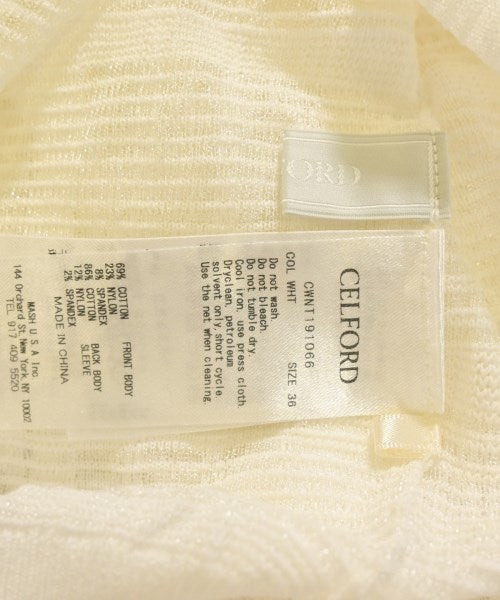 ORD
CELFORD
CWNT191066
COL WHT SIZE 36
Do not wash.
Do not bleach.
Do not tumble dry.
Cool iron, use press cloth
Dryclean, petroleum
solvent only, short cycle
Use the net when cleaning
FRONT BODY
69% COTTON
23% NYLON
8% SPANDEX
BACK BODY
SLEEVE
86% COTTON
12% NYLON
2% SPANDEX
MADE IN CHINA
MASH U S A Inc
144 Orchard St, New York, NY 10002
TEL 917 405 5520